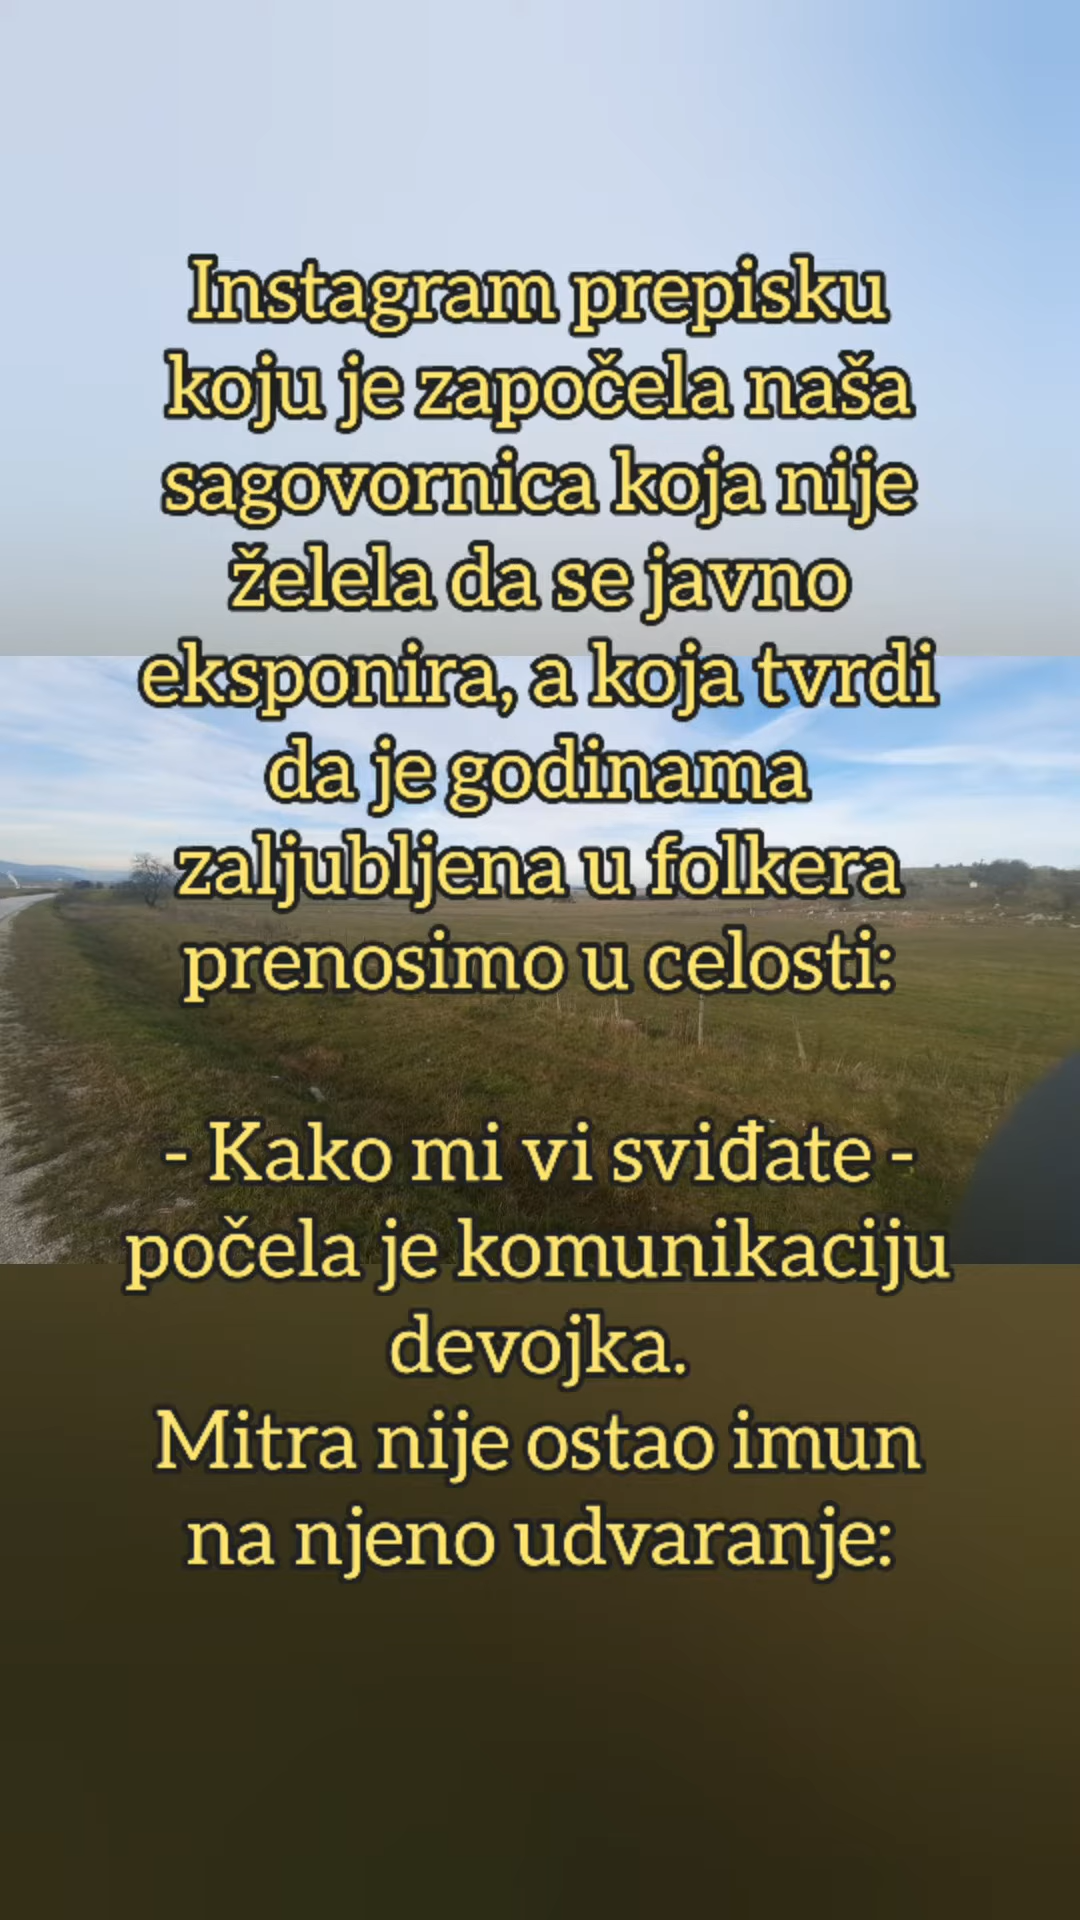 Instagram prepisku
koju je započela naša
sagovornica koja nije
želela da se javno
eksponira, a koja tvrdi
da je godinama
zaljubljena u folkera
prenosimo u celosti:
- Kako mi vi sviđate -
počela je komunikaciju
devojka.
Mitra nije ostao imun
na njeno udvaranje: